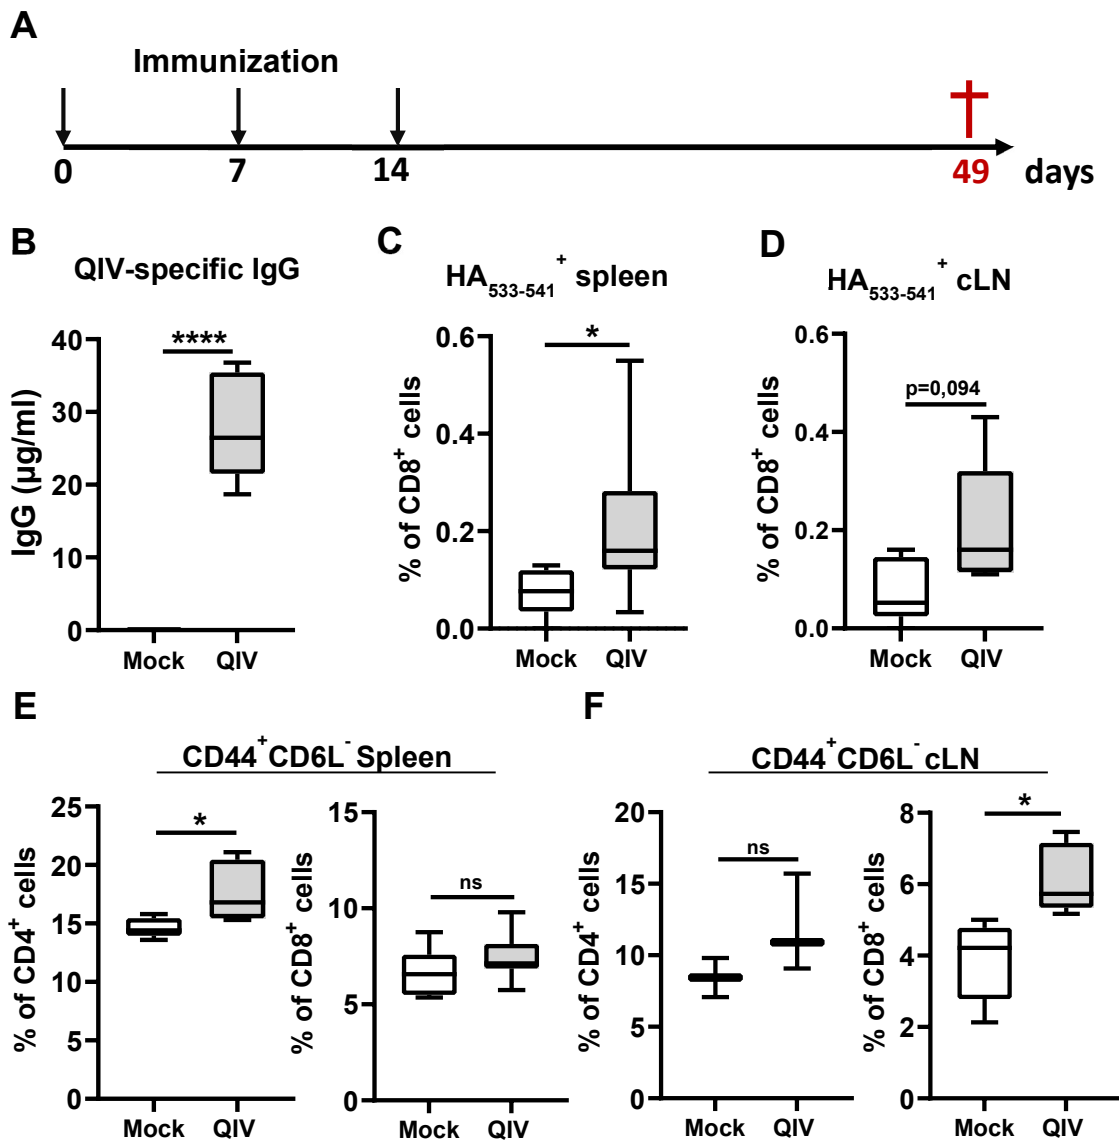 A
Immunization
0 7 14 49 days
B
QIV-specific IgG
****
IgG (µg/ml)
40
30
20
10
0
Mock QIV
C
HA533-541+ spleen
*
% of CD8+ cells
0.6
0.4
0.2
0.0
Mock QIV
D
HA533-541+ cLN
p=0,094
% of CD8+ cells
0.6
0.4
0.2
0.0
Mock QIV
E
CD44+CD6L- Spleen
*
% of CD4+ cells
25
20
15
10
5
0
Mock QIV
ns
% of CD8+ cells
15
10
5
0
Mock QIV
F
CD44+CD6L- cLN
ns
% of CD4+ cells
20
15
10
5
0
Mock QIV
*
% of CD8+ cells
8
6
4
2
0
Mock QIV